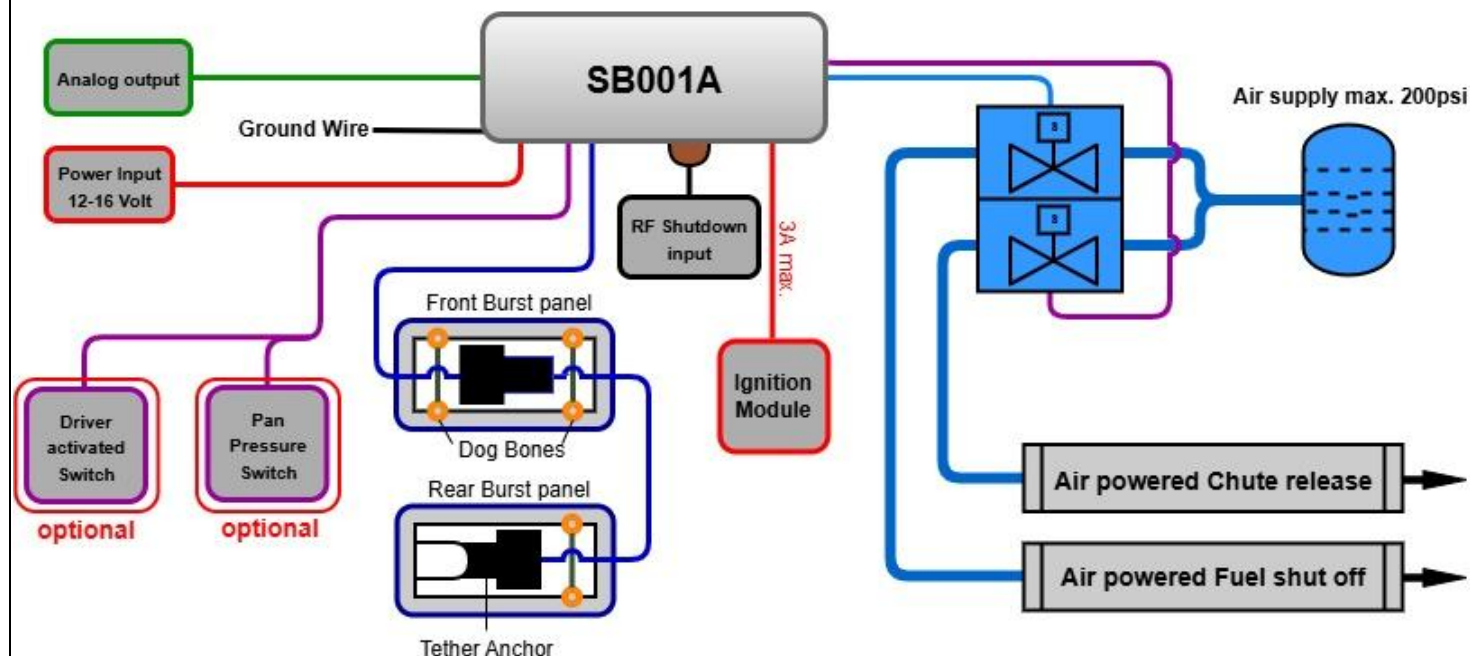 SB001A
Analog output
Ground Wire
Power Input
12-16 Volt
RF Shutdown
input
3A max.
Air supply max. 200psi
8
8
Front Burst panel
Dog Bones
Driver
activated
Switch
optional
Pan
Pressure
Switch
optional
Ignition
Module
Rear Burst panel
Tether Anchor
Air powered Chute release
Air powered Fuel shut off